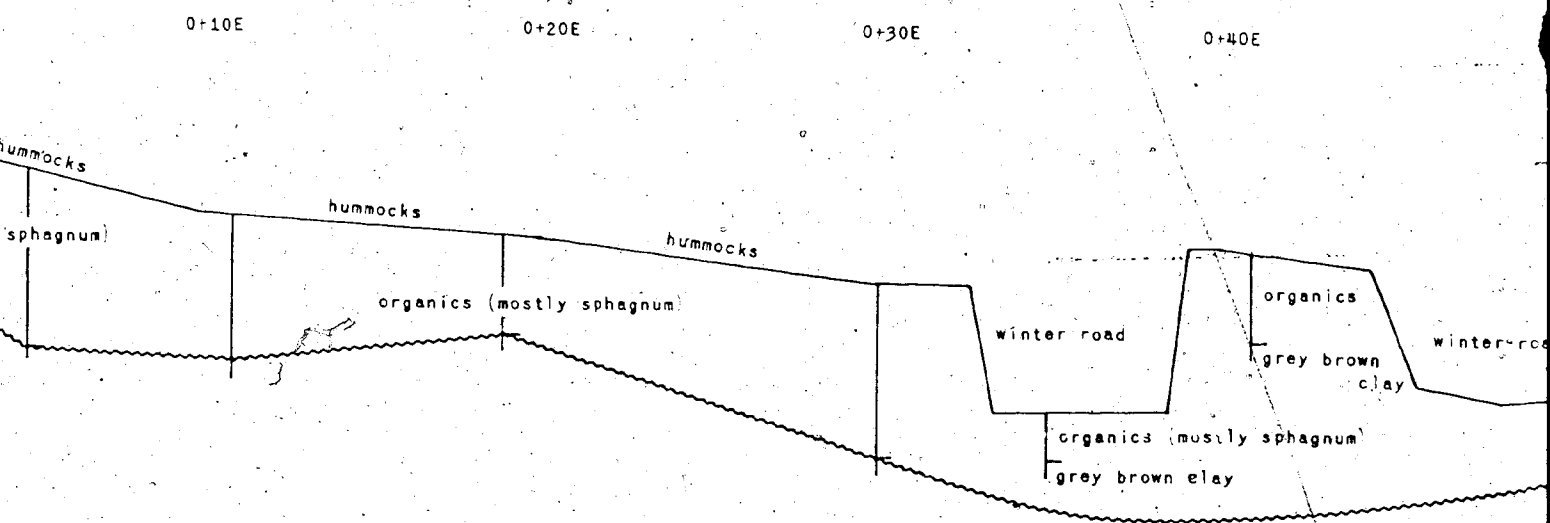 0+10E
0+20E
0+30E
0+40E
hummocks
hummocks
hummocks
sphagnum)
organics (mostly sphagnum)
organics
winter road
grey brown
clay
organics (mostly sphagnum)
grey brown clay